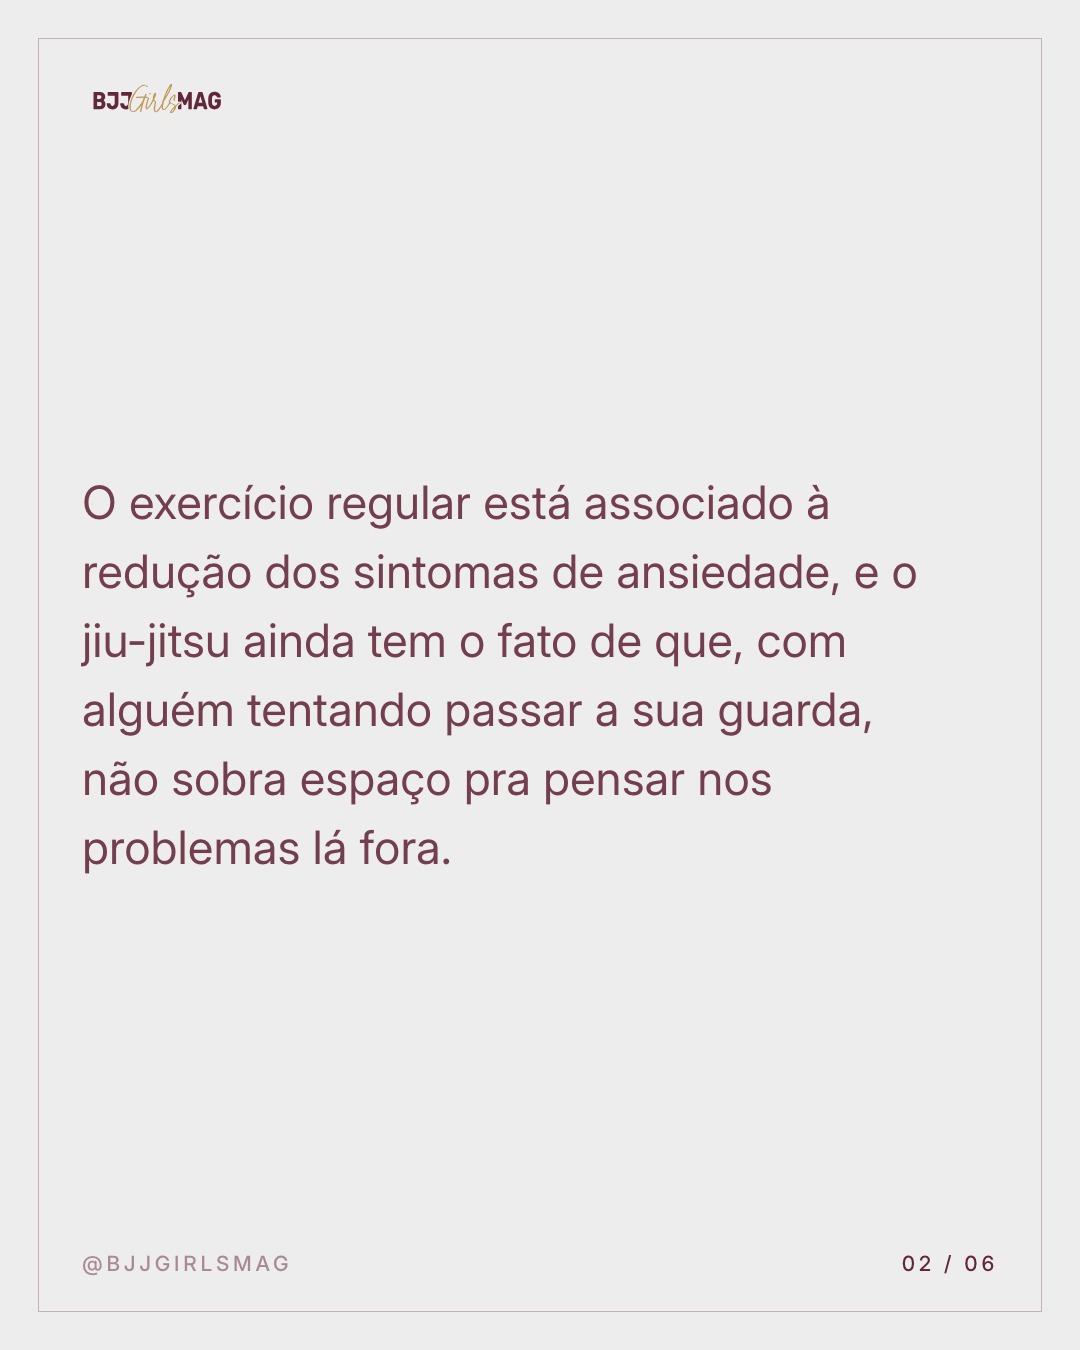 BJJGirlsMAG
O exercício regular está associado à
redução dos sintomas de ansiedade, e o
jiu-jitsu ainda tem o fato de que, com
alguém tentando passar a sua guarda,
não sobra espaço pra pensar nos
problemas lá fora.
@BJJGIRLSMAG
02 / 06